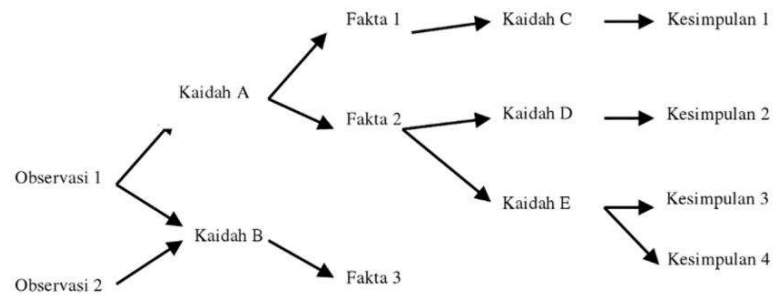 Fakta 1
Kaidah C
Kesimpulan 1
Kaidah A
Fakta 2
Kaidah D
Kesimpulan 2
Observasi 1
Kaidah E
Kesimpulan 3
Kaidah B
Kesimpulan 4
Observasi 2
Fakta 3